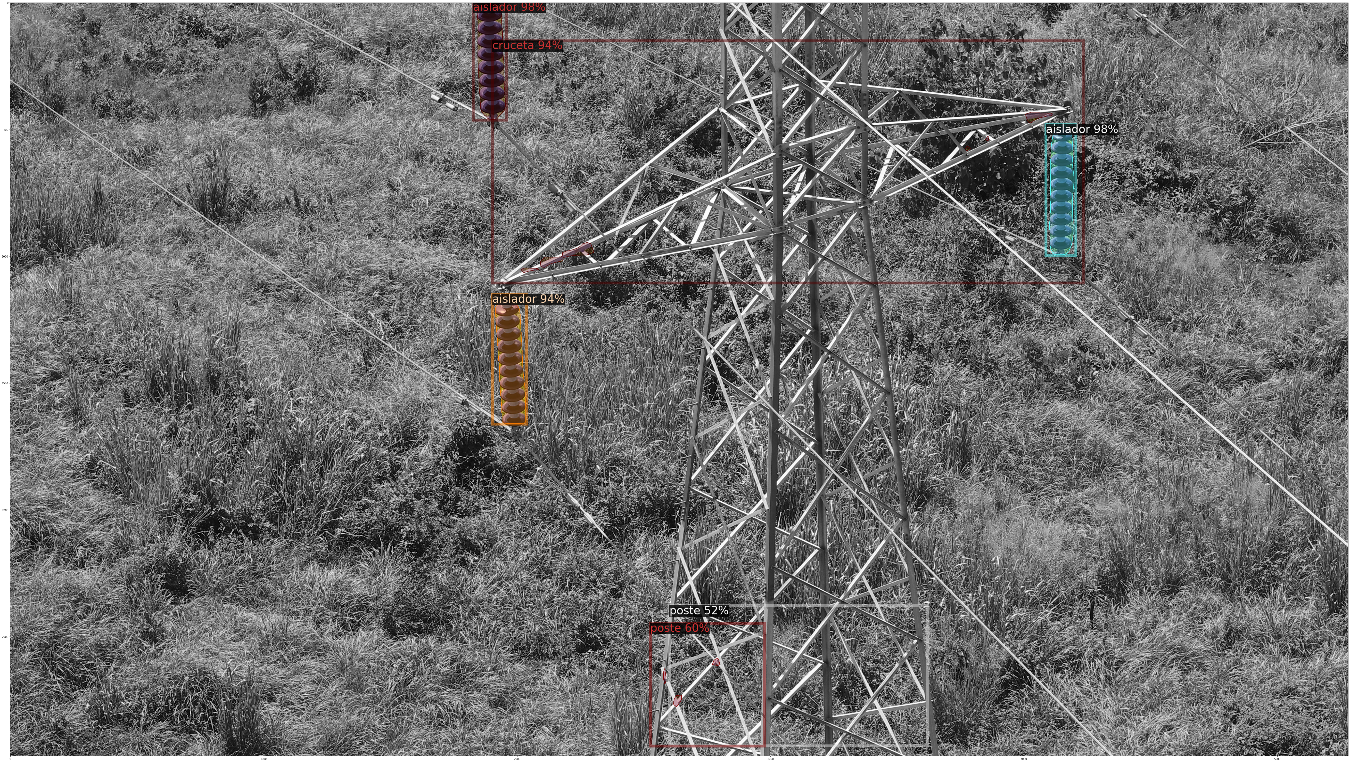 aislador 98%
cruceta 94%
aislador 98%
aislador 94%
poste 52%
poste 60%